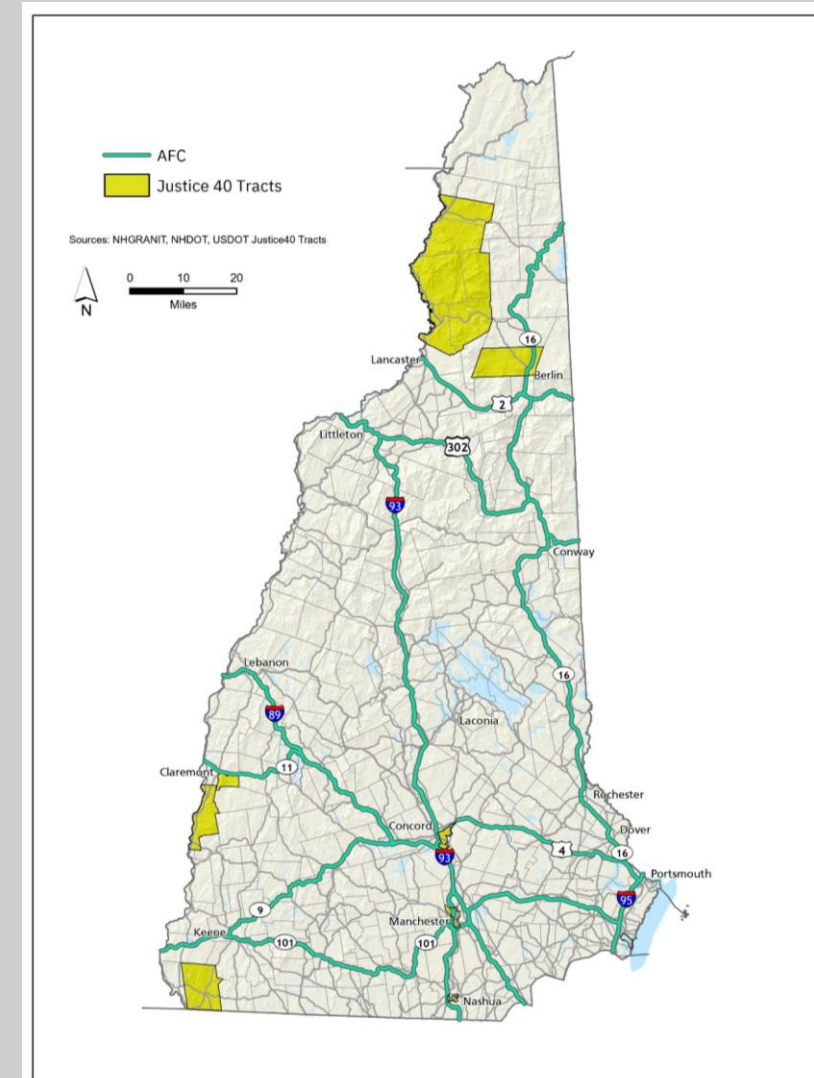 AFC
Justice 40 Tracts
Sources: NHGRANIT, NHDOT, USDOT Justice40 Tracts
0 10 20
Miles
N
16
Lancaster
Berlin
2
Littleton
302
93
Conway
Lebanon
16
89
Laconia
Claremont
11
Rochester
Concord
Dover
4
16
93
Portsmouth
95
9
Manchester
Keene
101
101
Nashua